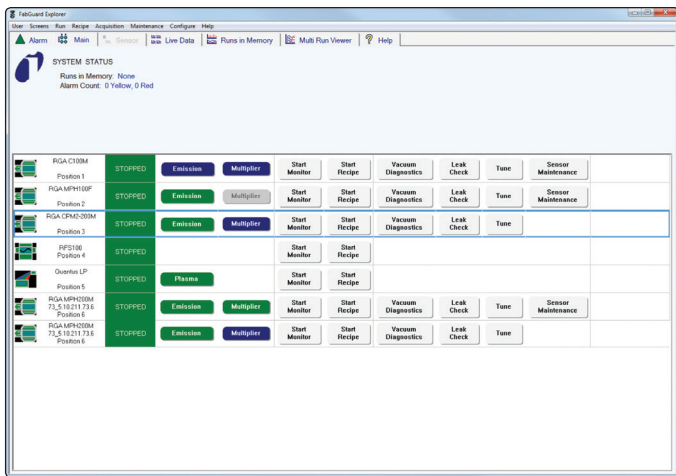 FabGuard Explorer
User Screens Run Recipe Acquisition Maintenance Configure Help
Alarm Main Sensor Live Data Runs in Memory Multi Run Viewer Help
SYSTEM STATUS
Runs in Memory: None
Alarm Count: 0 Yellow, 0 Red
RGA C100M
Position 1
STOPPED
Emission
Multiplier
Start Monitor
Start Recipe
Vacuum Diagnostics
Leak Check
Tune
Sensor Maintenance
RGA MPH100F
Position 2
STOPPED
Emission
Multiplier
Start Monitor
Start Recipe
Vacuum Diagnostics
Leak Check
Tune
Sensor Maintenance
RGA CPM2-200M
Position 3
STOPPED
Emission
Multiplier
Start Monitor
Start Recipe
Vacuum Diagnostics
Leak Check
Tune
RFS100
Position 4
STOPPED
Start Monitor
Start Recipe
Quantus LP
Position 5
STOPPED
Plasma
Start Monitor
Start Recipe
RGA MPH200M
73_5.10.211.73.6
Position 6
STOPPED
Emission
Multiplier
Start Monitor
Start Recipe
Vacuum Diagnostics
Leak Check
Tune
Sensor Maintenance
RGA MPH200M
73_5.10.211.73.6
Position 6
STOPPED
Emission
Multiplier
Start Monitor
Start Recipe
Vacuum Diagnostics
Leak Check
Tune